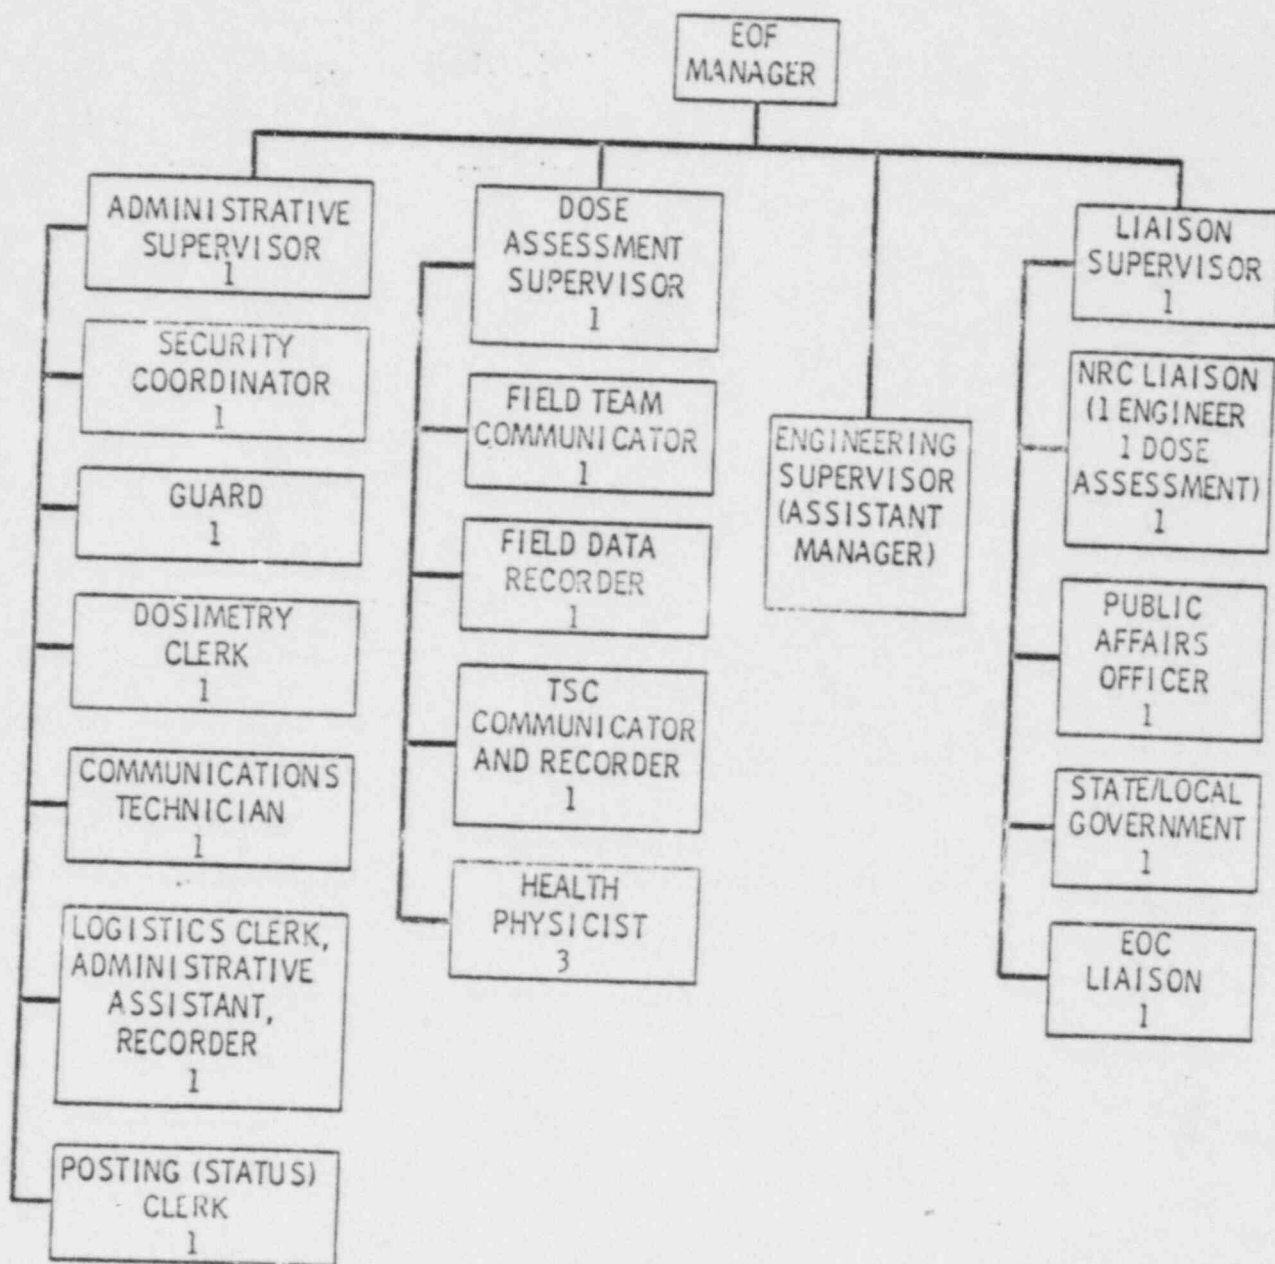 EOF
MANAGER
ADMINISTRATIVE
SUPERVISOR
1
SECURITY
COORDINATOR
1
GUARD
1
DOSIMETRY
CLERK
1
COMMUNICATIONS
TECHNICIAN
1
LOGISTICS CLERK,
ADMINISTRATIVE
ASSISTANT,
RECORDER
1
POSTING (STATUS)
CLERK
1
DOSE
ASSESSMENT
SUPERVISOR
1
FIELD TEAM
COMMUNICATOR
1
FIELD DATA
RECORDER
1
TSC
COMMUNICATOR
AND RECORDER
1
HEALTH
PHYSICIST
3
ENGINEERING
SUPERVISOR
(ASSISTANT
MANAGER)
LIAISON
SUPERVISOR
1
NRC LIAISON
(1 ENGINEER
1 DOSE
ASSESSMENT)
1
PUBLIC
AFFAIRS
OFFICER
1
STATE/LOCAL
GOVERNMENT
1
EOC
LIAISON
1